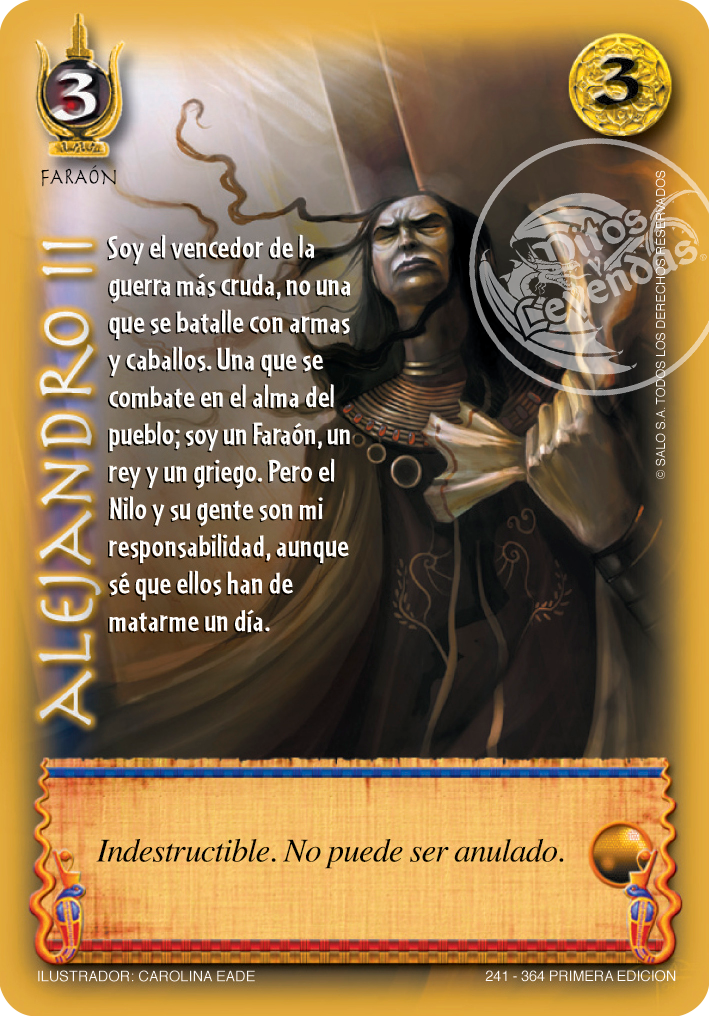 3
3
FARAÓN
ALEJANDRO II
Soy el vencedor de la
guerra más cruda, no una
que se batalle con armas
y caballos. Una que se
combate en el alma del
pueblo; soy un Faraón, un
rey y un griego. Pero el
Nilo y su gente son mi
responsabilidad, aunque
sé que ellos han de
matarme un día.
Mitos
y
Leyendas®
© SALO S.A. TODOS LOS DERECHOS RESERVADOS
Indestructible. No puede ser anulado.
ILUSTRADOR: CAROLINA EADE
241 - 364 PRIMERA EDICION